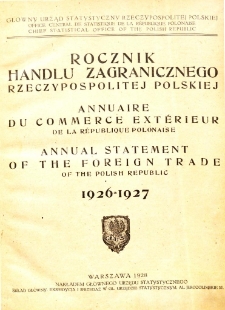 GŁÓWNY URZĄD STATYSTYCZNY RZECZYPOSPOLITEJ POLSKIEJ
OFFICE CENTRAL DE STATISTIQUE DE LA RÉPUBLIQUE POLONAISE
CHIEF STATISTICAL OFFICE OF THE POLISH REPUBLIC
ROCZNIK
HANDLU ZAGRANICZNEGO
RZECZYPOSPOLITEJ POLSKIEJ
ANNUAIRE
DU COMMERCE EXTÉRIEUR
DE LA RÉPUBLIQUE POLONAISE
ANNUAL STATEMENT
OF THE FOREIGN TRADE
OF THE POLISH REPUBLIC
1926-1927
WARSZAWA 1928
NAKŁADEM GŁÓWNEGO URZĘDU STATYSTYCZNEGO
SKŁAD GŁÓWNY